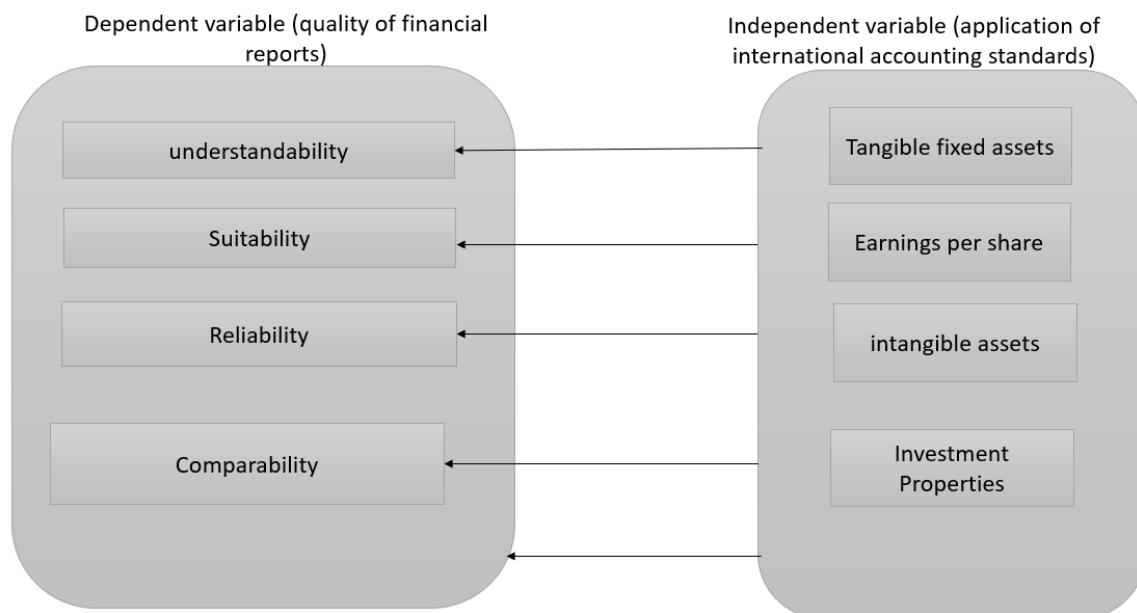 Dependent variable (quality of financial
reports)
understandability
Suitability
Reliability
Comparability
Independent variable (application of
international accounting standards)
Tangible fixed assets
Earnings per share
intangible assets
Investment
Properties